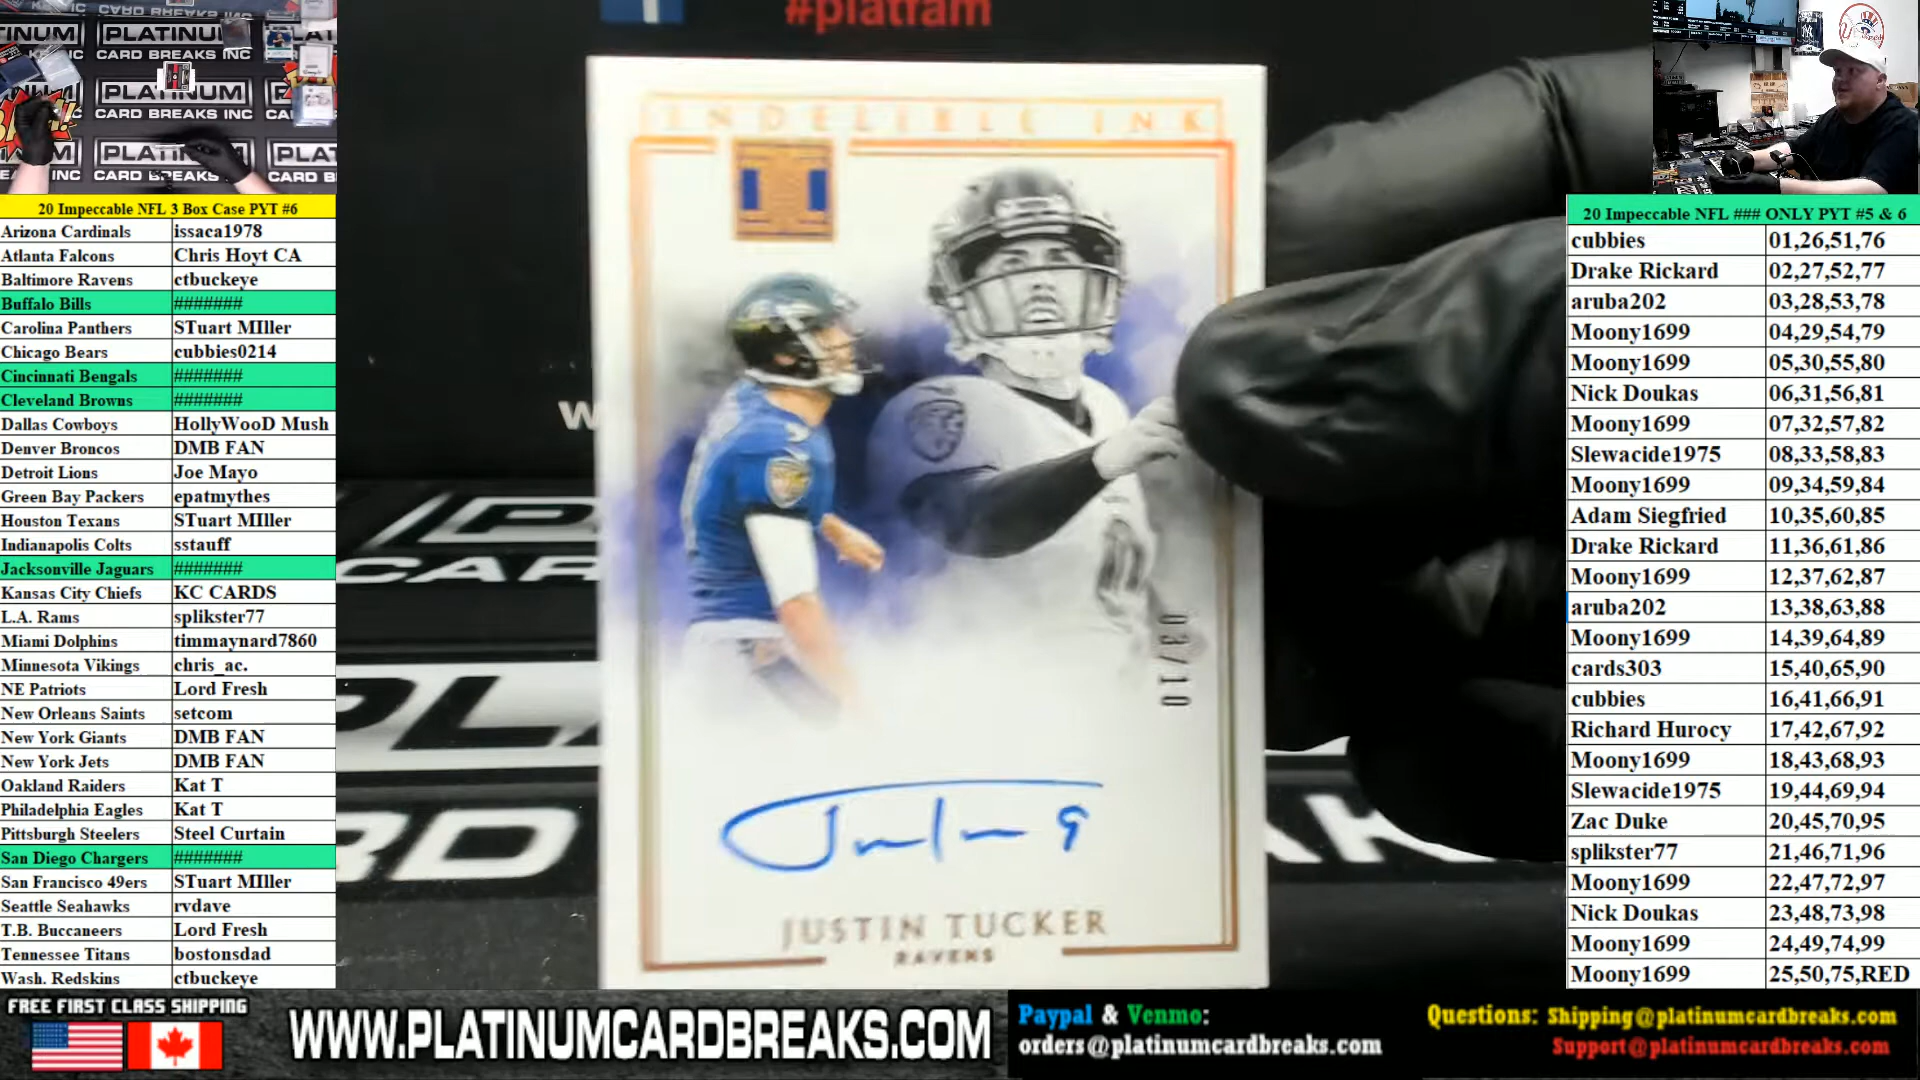 #platfam
PLATINUM
CARD BREAKS INC
PLATINUM
CARD BREAKS INC
INDELIBLE INK
03/10
JUSTIN TUCKER
RAVENS
20 Impeccable NFL 3 Box Case PYT #6
Arizona Cardinals issaca1978
Atlanta Falcons Chris Hoyt CA
Baltimore Ravens ctbuckeye
Buffalo Bills #######
Carolina Panthers STuart MIller
Chicago Bears cubbies0214
Cincinnati Bengals #######
Cleveland Browns #######
Dallas Cowboys HollyWooD Mush
Denver Broncos DMB FAN
Detroit Lions Joe Mayo
Green Bay Packers epatmythes
Houston Texans STuart MIller
Indianapolis Colts sstauff
Jacksonville Jaguars #######
Kansas City Chiefs KC CARDS
L.A. Rams splikster77
Miami Dolphins timmaynard7860
Minnesota Vikings chris_ac.
NE Patriots Lord Fresh
New Orleans Saints setcom
New York Giants DMB FAN
New York Jets DMB FAN
Oakland Raiders Kat T
Philadelphia Eagles Kat T
Pittsburgh Steelers Steel Curtain
San Diego Chargers #######
San Francisco 49ers STuart MIller
Seattle Seahawks rvdave
T.B. Buccaneers Lord Fresh
Tennessee Titans bostonsdad
Wash. Redskins ctbuckeye
20 Impeccable NFL ### ONLY PYT #5 & 6
cubbies 01,26,51,76
Drake Rickard 02,27,52,77
aruba202 03,28,53,78
Moony1699 04,29,54,79
Moony1699 05,30,55,80
Nick Doukas 06,31,56,81
Moony1699 07,32,57,82
Slewacide1975 08,33,58,83
Moony1699 09,34,59,84
Adam Siegfried 10,35,60,85
Drake Rickard 11,36,61,86
Moony1699 12,37,62,87
aruba202 13,38,63,88
Moony1699 14,39,64,89
cards303 15,40,65,90
cubbies 16,41,66,91
Richard Hurocy 17,42,67,92
Moony1699 18,43,68,93
Slewacide1975 19,44,69,94
Zac Duke 20,45,70,95
splikster77 21,46,71,96
Moony1699 22,47,72,97
Nick Doukas 23,48,73,98
Moony1699 24,49,74,99
Moony1699 25,50,75,RED
FREE FIRST CLASS SHIPPING
WWW.PLATINUMCARDBREAKS.COM
Paypal & Venmo:
orders@platinumcardbreaks.com
Questions: Shipping@platinumcardbreaks.com
Support@platinumcardbreaks.com